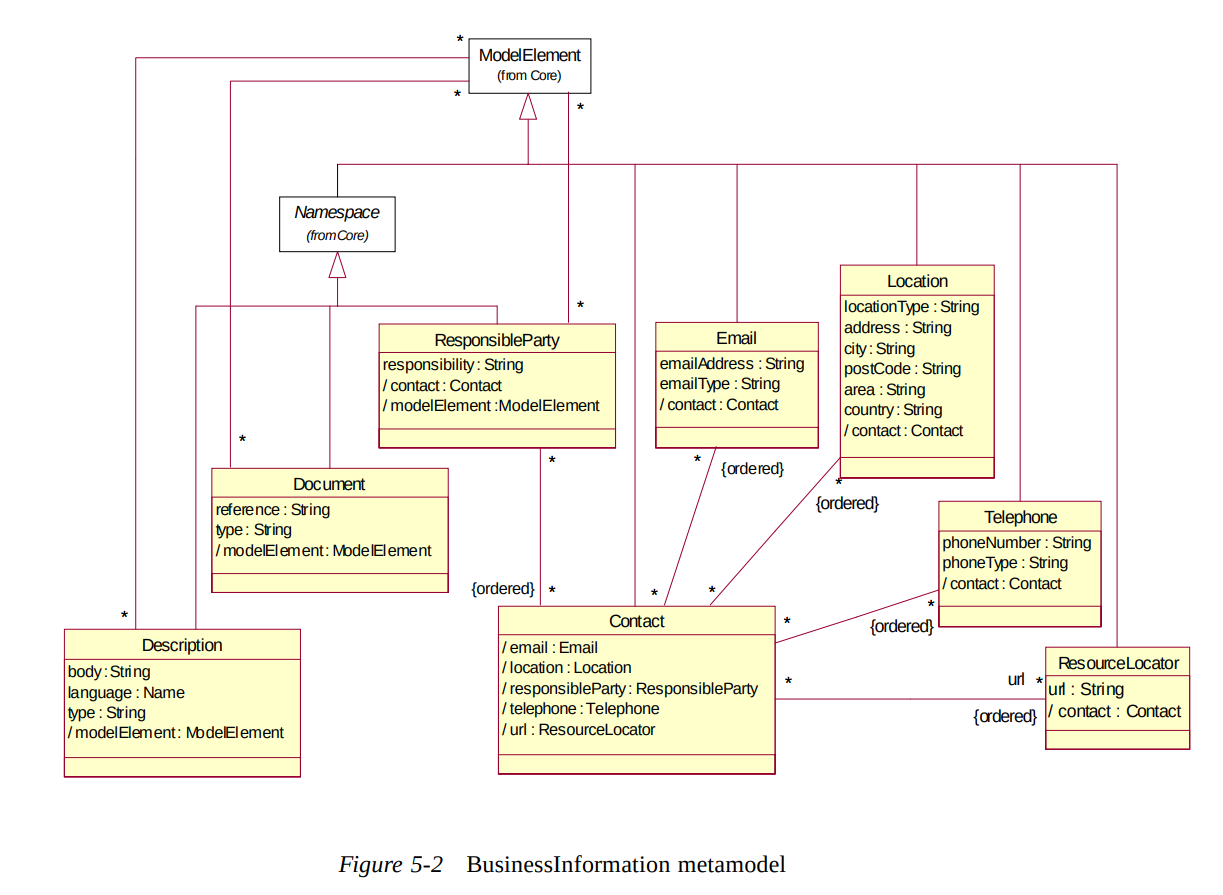 *
ModelElement
(from Core)
*
*
Namespace
(from Core)
Location
locationType : String
address : String
city : String
postCode : String
area : String
country : String
/ contact : Contact
*
ResponsibleParty
responsibility : String
/ contact : Contact
/ modelElement : ModelElement
Email
emailAddress : String
emailType : String
/ contact : Contact
*
*
*
{ordered}
*
{ordered}
Document
reference : String
type : String
/ modelElement : ModelElement
Telephone
phoneNumber : String
phoneType : String
/ contact : Contact
{ordered}
*
*
*
*
{ordered}
*
*
Description
body : String
language : Name
type : String
/ modelElement : ModelElement
Contact
/ email : Email
/ location : Location
/ responsibleParty : ResponsibleParty
/ telephone : Telephone
/ url : ResourceLocator
*
url
*
{ordered}
ResourceLocator
url : String
/ contact : Contact
Figure 5-2 BusinessInformation metamodel